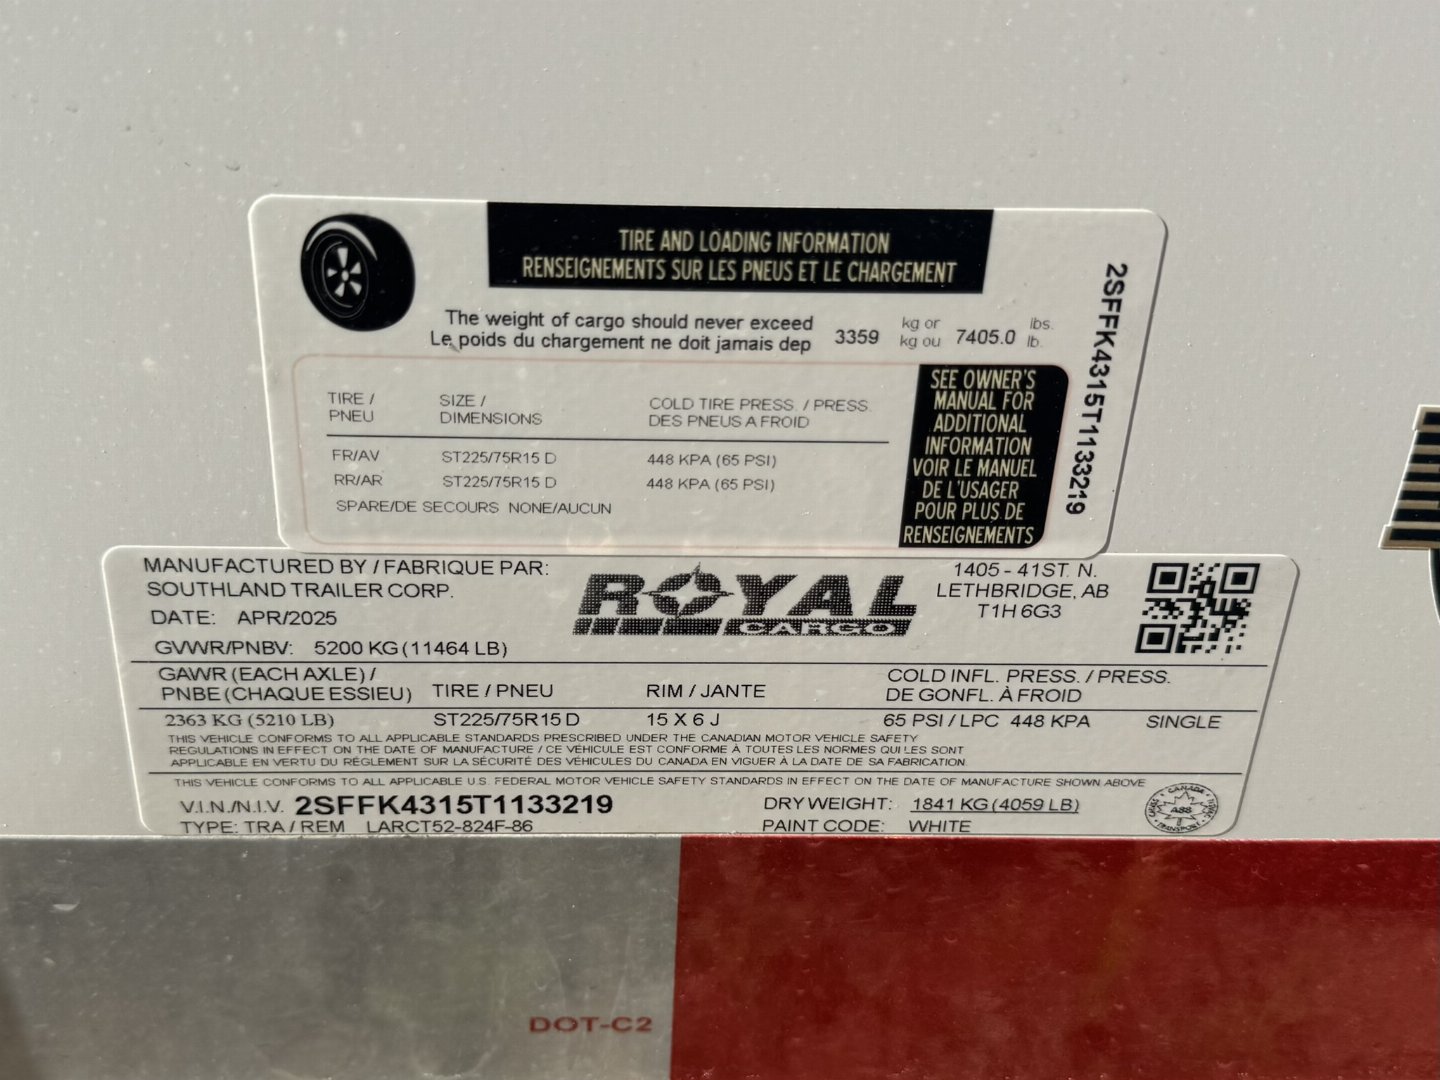 TIRE AND LOADING INFORMATION
RENSEIGNEMENTS SUR LES PNEUS ET LE CHARGEMENT
The weight of cargo should never exceed
Le poids du chargement ne doit jamais dep
3359 kg or 7405.0 lbs.
kg ou lb.
TIRE / SIZE / COLD TIRE PRESS. / PRESS.
PNEU DIMENSIONS DES PNEUS A FROID
FR/AV ST225/75R15 D 448 KPA (65 PSI)
RR/AR ST225/75R15 D 448 KPA (65 PSI)
SPARE/DE SECOURS NONE/AUCUN
SEE OWNER'S
MANUAL FOR
ADDITIONAL
INFORMATION
VOIR LE MANUEL
DE L'USAGER
POUR PLUS DE
RENSEIGNEMENTS
2SFFK4315T1133219
MANUFACTURED BY / FABRIQUE PAR:
SOUTHLAND TRAILER CORP.
DATE: APR/2025
GVWR/PNBV: 5200 KG (11464 LB)
ROYAL
CARGO
1405 - 41ST. N.
LETHBRIDGE, AB
T1H 6G3
GAWR (EACH AXLE) / COLD INFL. PRESS. / PRESS.
PNBE (CHAQUE ESSIEU) TIRE / PNEU RIM / JANTE DE GONFL. À FROID
2363 KG (5210 LB) ST225/75R15 D 15 X 6 J 65 PSI / LPC 448 KPA SINGLE
THIS VEHICLE CONFORMS TO ALL APPLICABLE STANDARDS PRESCRIBED UNDER THE CANADIAN MOTOR VEHICLE SAFETY
REGULATIONS IN EFFECT ON THE DATE OF MANUFACTURE / CE VÉHICULE EST CONFORME À TOUTES LES NORMES QUI LES SONT
APPLICABLE EN VERTU DU RÉGLEMENT SUR LA SÉCURITÉ DES VÉHICULES DU CANADA EN VIGUER À LA DATE DE SA FABRICATION.
THIS VEHICLE CONFORMS TO ALL APPLICABLE U.S. FEDERAL MOTOR VEHICLE SAFETY STANDARDS IN EFFECT ON THE DATE OF MANUFACTURE SHOWN ABOVE
V.I.N./N.I.V. 2SFFK4315T1133219 DRY WEIGHT: 1841 KG (4059 LB)
TYPE: TRA / REM LARCT52-824F-86 PAINT CODE: WHITE
CANADA
TRANSPORT
DOT-C2